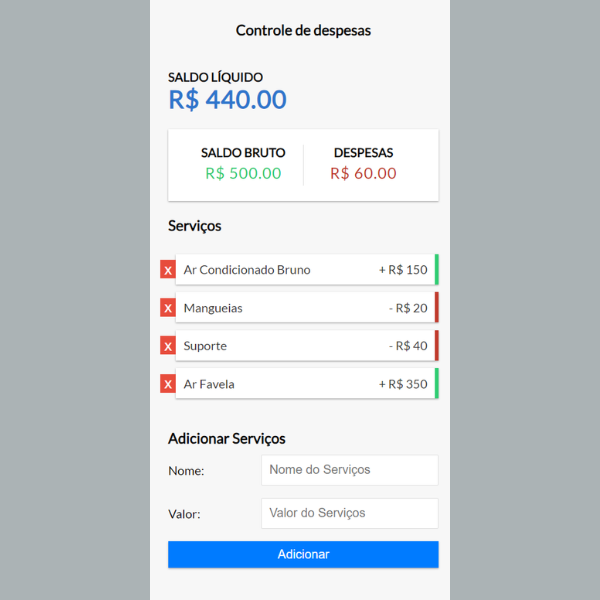 Controle de despesas
SALDO LÍQUIDO
R$ 440.00
SALDO BRUTO DESPESAS
R$ 500.00 R$ 60.00
Serviços
X Ar Condicionado Bruno + R$ 150
X Mangueias - R$ 20
X Suporte - R$ 40
X Ar Favela + R$ 350
Adicionar Serviços
Nome: Nome do Serviços
Valor: Valor do Serviços
Adicionar